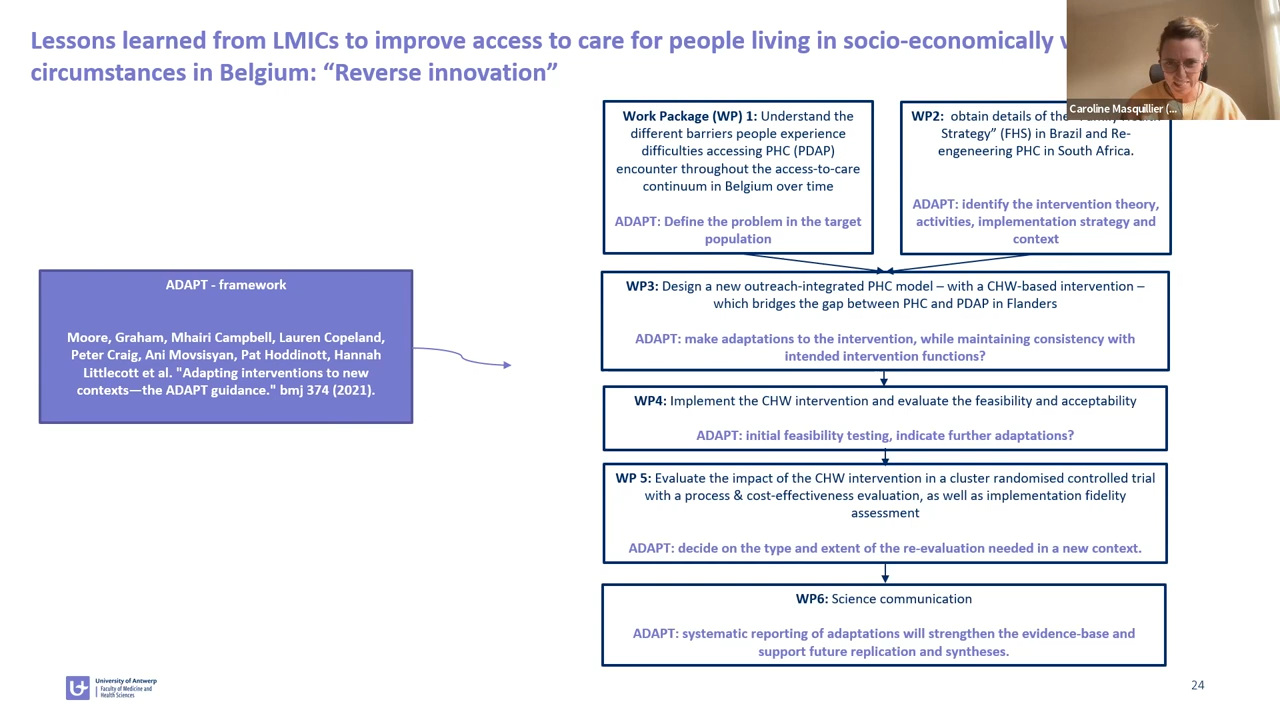 Lessons learned from LMICs to improve access to care for people living in socio-economically
circumstances in Belgium: “Reverse innovation”
Caroline Masquillier (...
Work Package (WP) 1: Understand the
different barriers people experience
difficulties accessing PHC (PDAP)
encounter throughout the access-to-care
continuum in Belgium over time
ADAPT: Define the problem in the target
population
WP2: obtain details of the
Strategy” (FHS) in Brazil and Re-
engeneering PHC in South Africa.
ADAPT: identify the intervention theory,
activities, implementation strategy and
context
ADAPT - framework
Moore, Graham, Mhairi Campbell, Lauren Copeland,
Peter Craig, Ani Movsisyan, Pat Hoddinott, Hannah
Littlecott et al. "Adapting interventions to new
contexts—the ADAPT guidance." bmj 374 (2021).
WP3: Design a new outreach-integrated PHC model – with a CHW-based intervention –
which bridges the gap between PHC and PDAP in Flanders
ADAPT: make adaptations to the intervention, while maintaining consistency with
intended intervention functions?
WP4: Implement the CHW intervention and evaluate the feasibility and acceptability
ADAPT: initial feasibility testing, indicate further adaptations?
WP 5: Evaluate the impact of the CHW intervention in a cluster randomised controlled trial
with a process & cost-effectiveness evaluation, as well as implementation fidelity
assessment
ADAPT: decide on the type and extent of the re-evaluation needed in a new context.
WP6: Science communication
ADAPT: systematic reporting of adaptations will strengthen the evidence-base and
support future replication and syntheses.
University of Antwerp
Faculty of Medicine and
Health Sciences
24